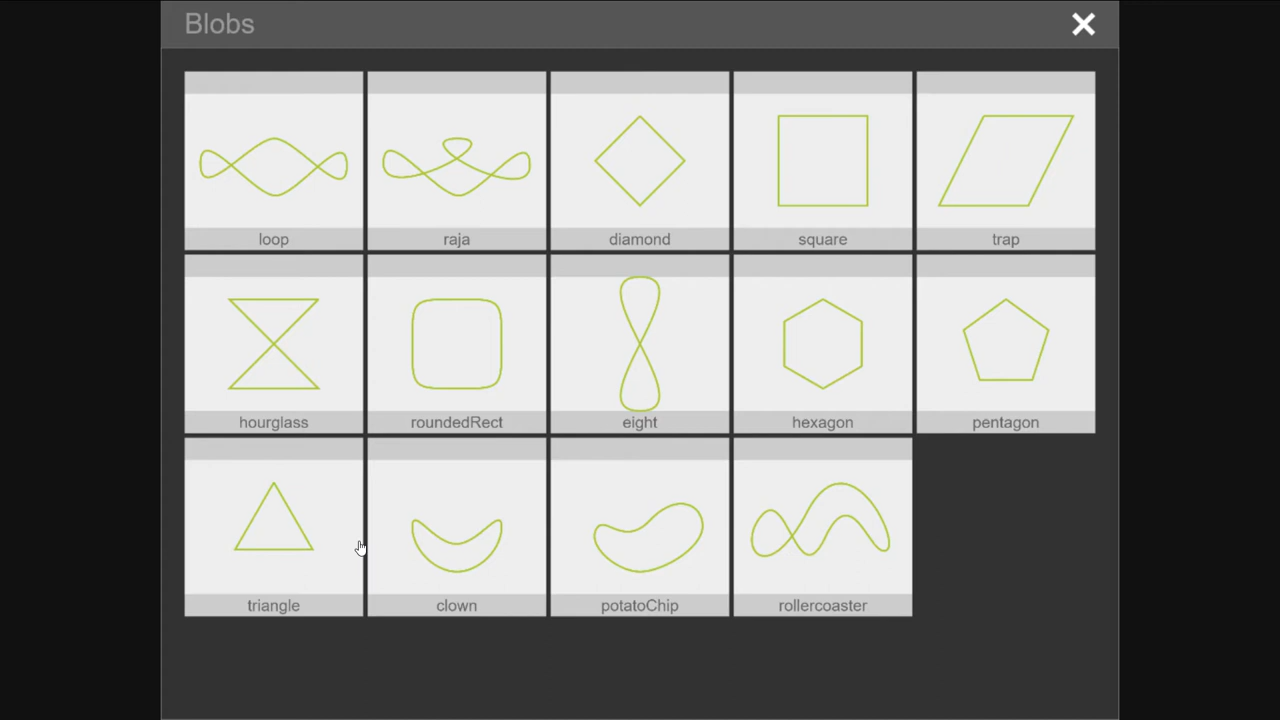 Blobs
loop
raja
diamond
square
trap
hourglass
roundedRect
eight
hexagon
pentagon
triangle
clown
potatoChip
rollercoaster